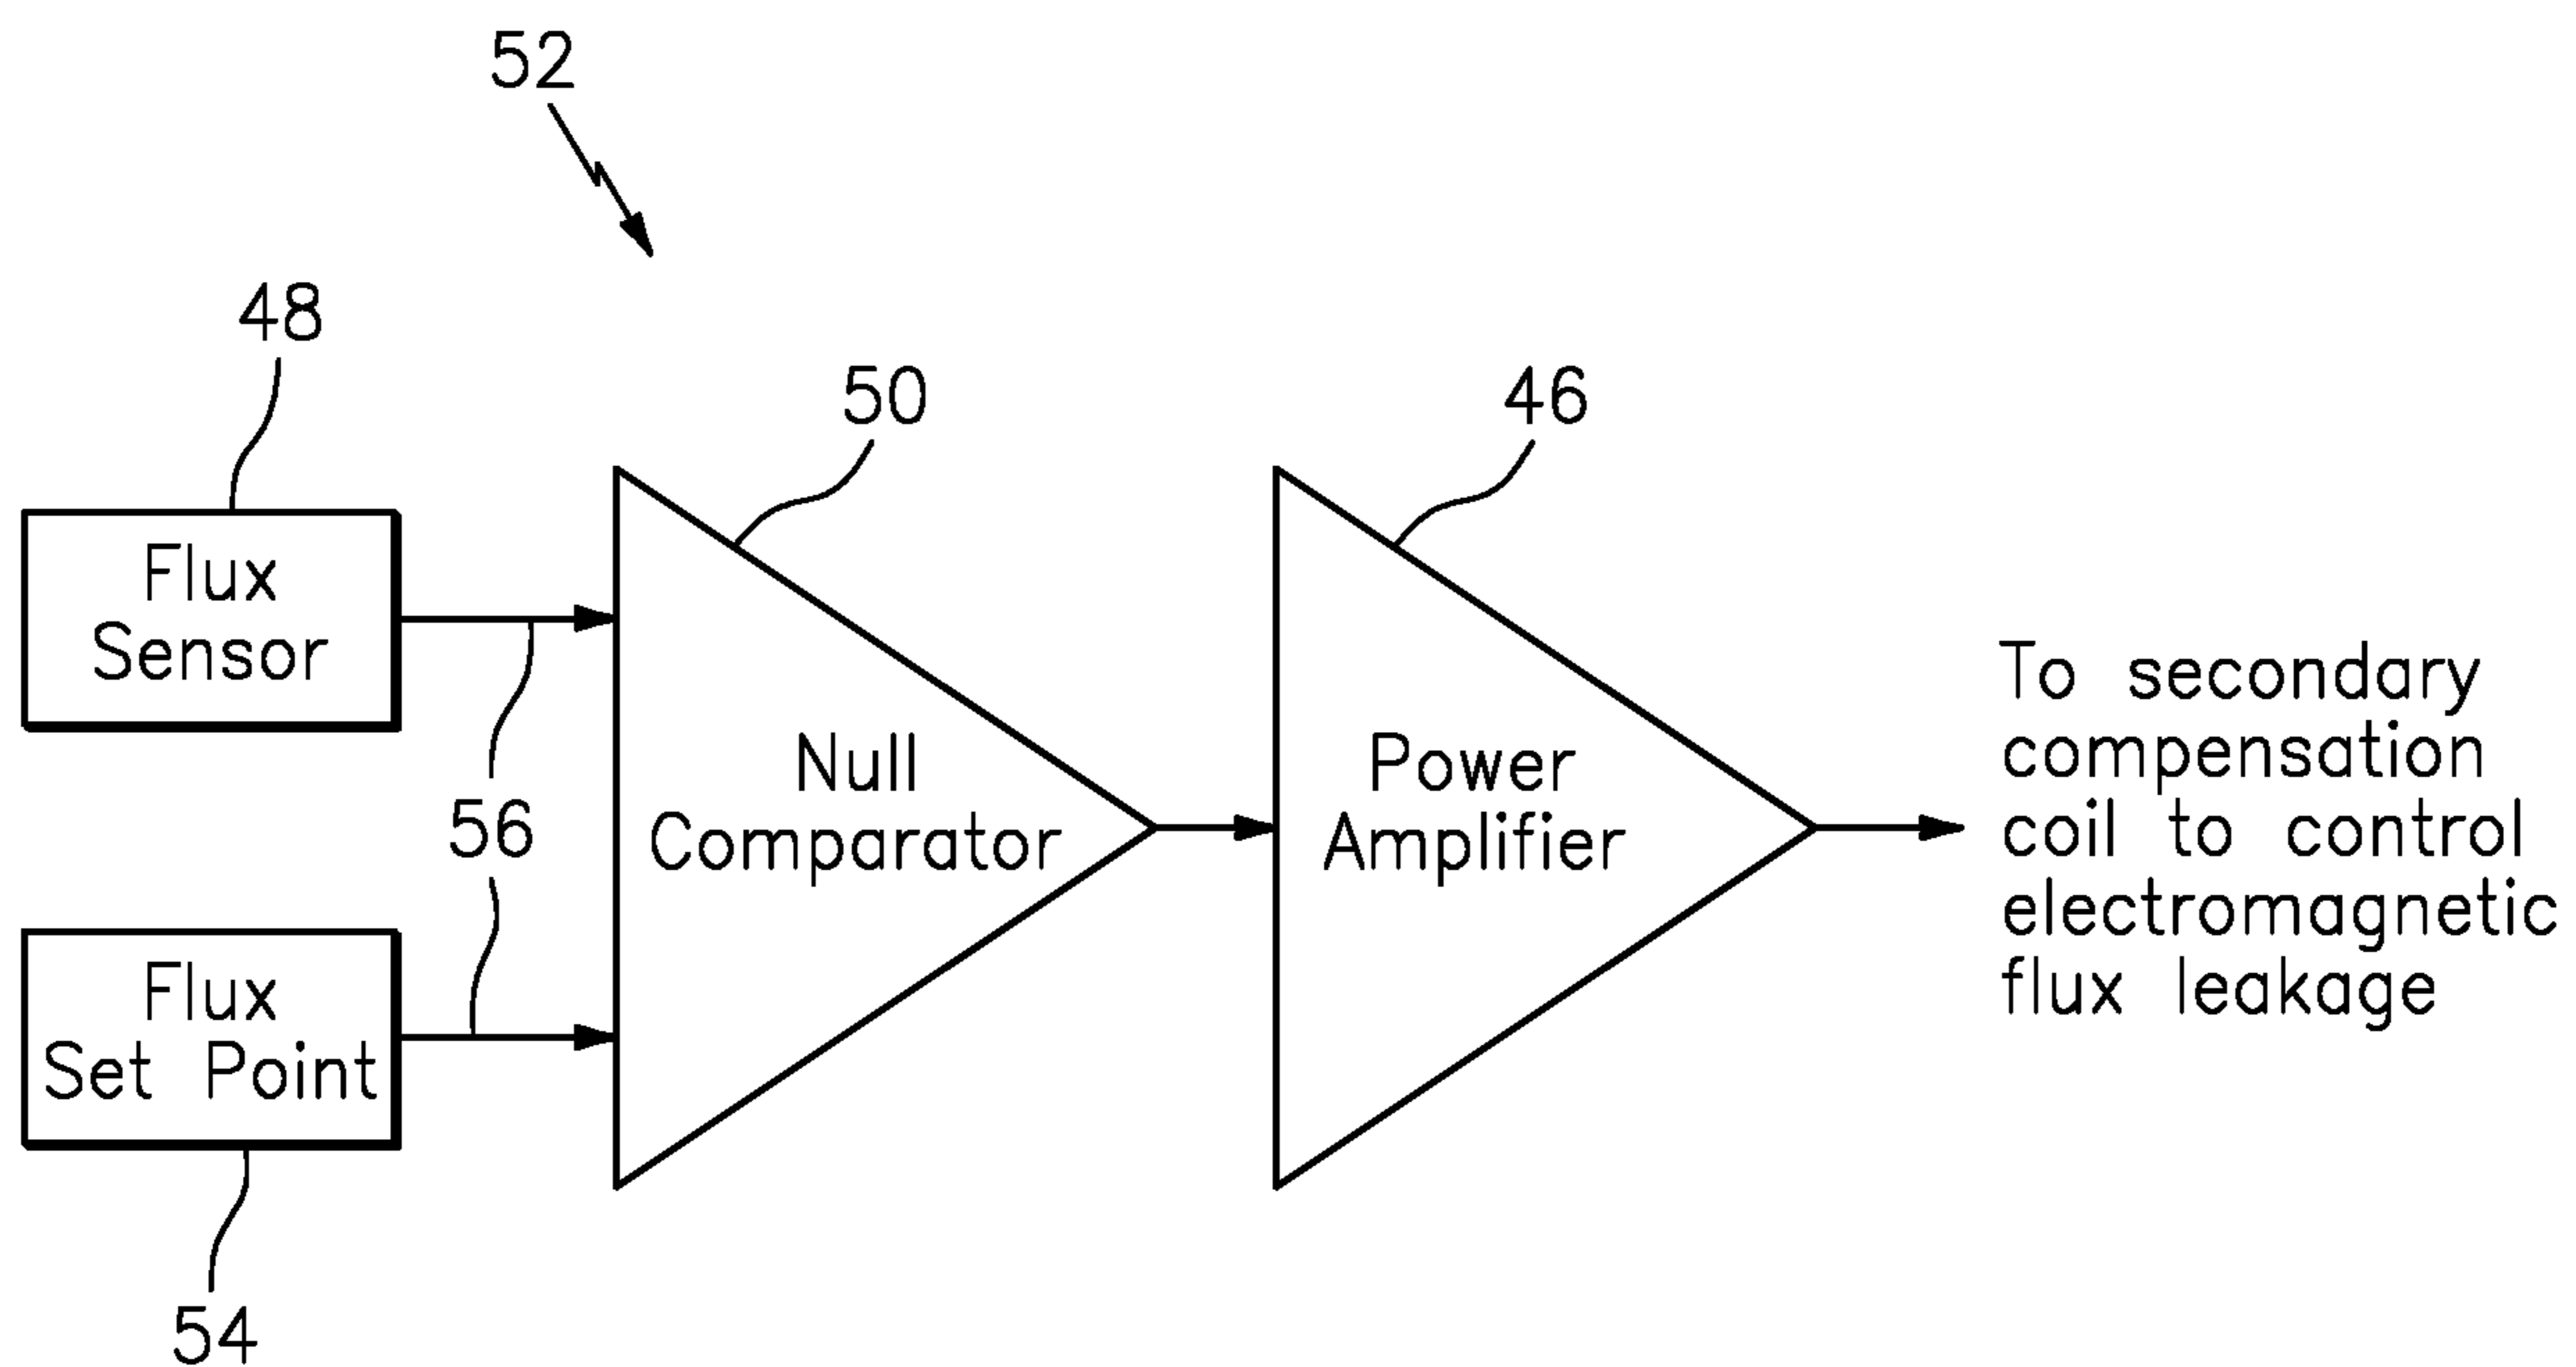 52
48
50
46
Flux
Sensor
56
Null
Comparator
Power
Amplifier
To secondary
compensation
coil to control
electromagnetic
flux leakage
Flux
Set Point
54